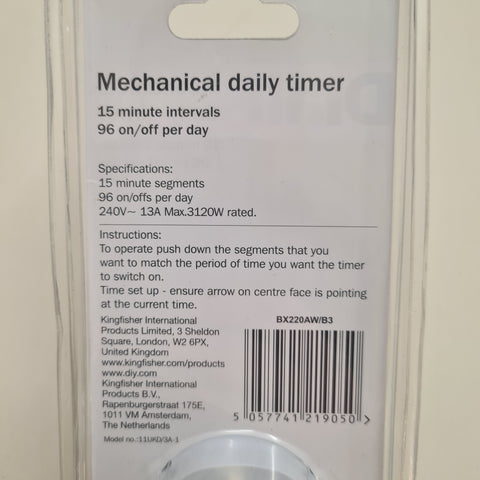 Mechanical daily timer
15 minute intervals
96 on/off per day
Specifications:
15 minute segments
96 on/offs per day
240V~ 13A Max.3120W rated.
Instructions:
To operate push down the segments that you
want to match the period of time you want the timer
to switch on.
Time set up - ensure arrow on centre face is pointing
at the current time.
Kingfisher International
Products Limited, 3 Sheldon
Square, London, W2 6PX,
United Kingdom
www.kingfisher.com/products
www.diy.com
Kingfisher International
Products B.V.,
Rapenburgerstraat 175E,
1011 VM Amsterdam,
The Netherlands
Model no.:11UKD/3A-1
BX220AW/B3
5 057741 219050 >